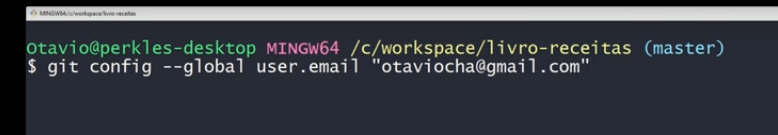 MINGW64:/c/workspace/livro-receitas
Otavio@perkles-desktop MINGW64 /c/workspace/livro-receitas (master)
$ git config --global user.email "otaviocha@gmail.com"